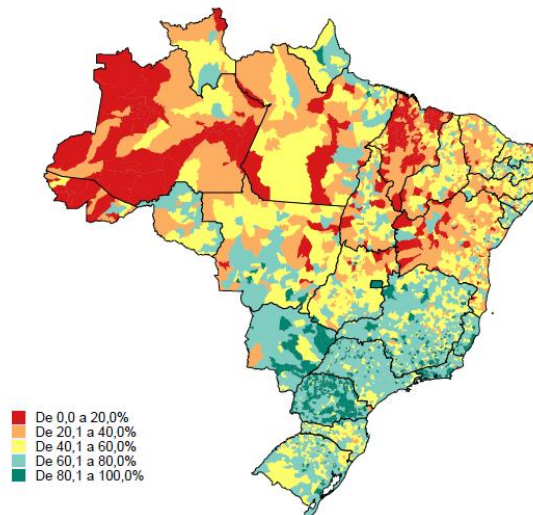 De 0,0 a 20,0%
De 20,1 a 40,0%
De 40,1 a 60,0%
De 60,1 a 80,0%
De 80,1 a 100,0%